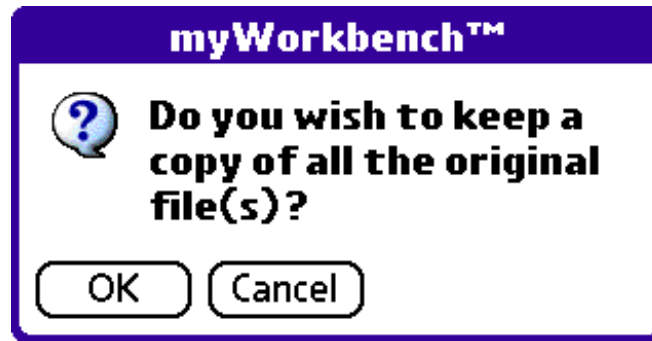 myWorkbench™
Do you wish to keep a
copy of all the original
file(s)?
OK Cancel